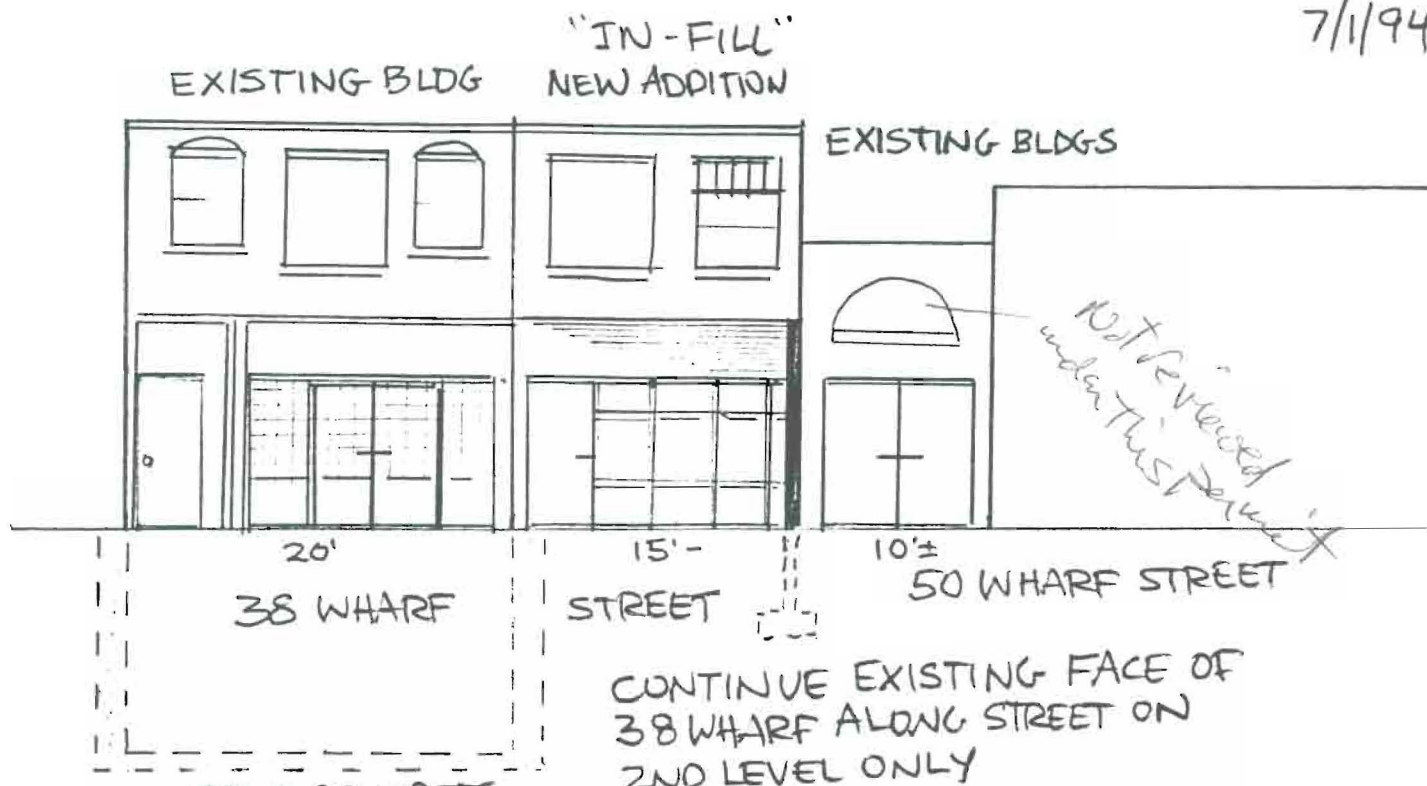 7/1/94
"IN-FILL"
EXISTING BLDG NEW ADDITION
EXISTING BLDGS
Not reviewed
under this permit
20' 15'- 10'±
38 WHARF STREET 50 WHARF STREET
CONTINUE EXISTING FACE OF
38 WHARF ALONG STREET ON
2ND LEVEL ONLY